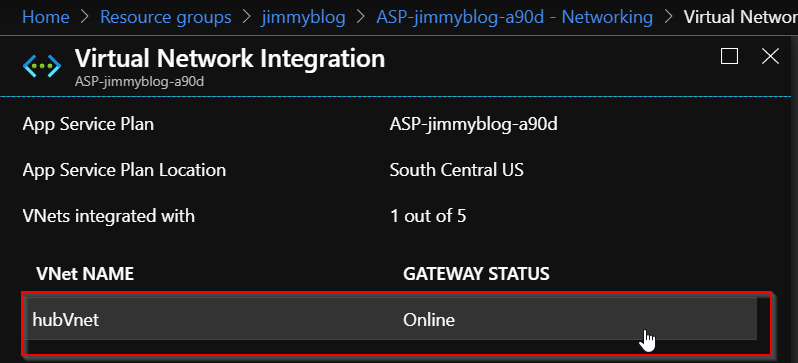 Home > Resource groups > jimmyblog > ASP-jimmyblog-a90d - Networking > Virtual Networ
Virtual Network Integration
ASP-jimmyblog-a90d
App Service Plan ASP-jimmyblog-a90d
App Service Plan Location South Central US
VNets integrated with 1 out of 5
VNet NAME GATEWAY STATUS
hubVnet Online